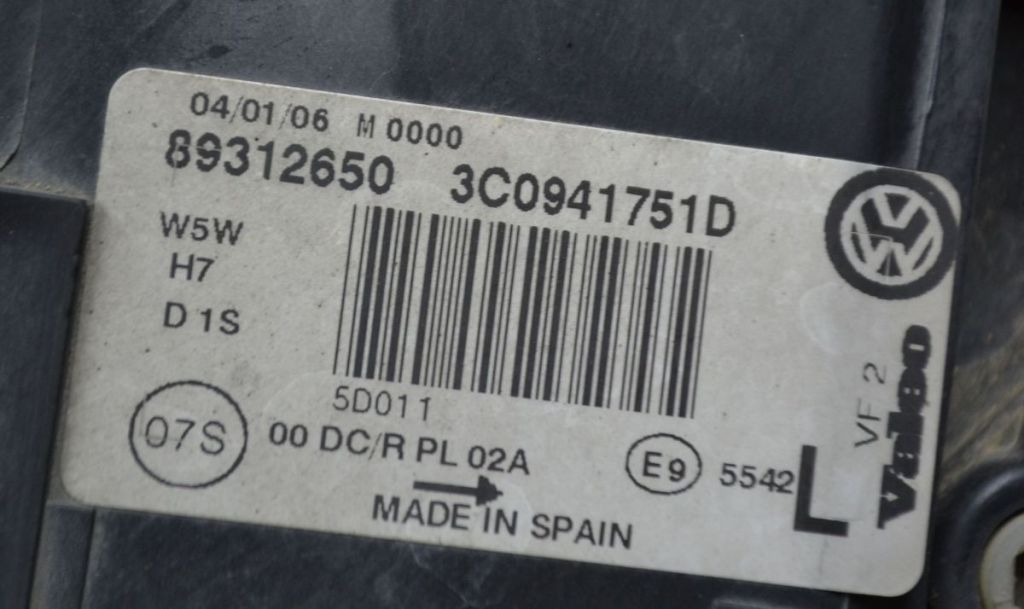 04/01/06 M 0000
89312650 3C0941751D
W5W
H7
D1S
5D011
07S
00 DC/R PL 02A
E9 5542
L
MADE IN SPAIN
VF 2
Valeo